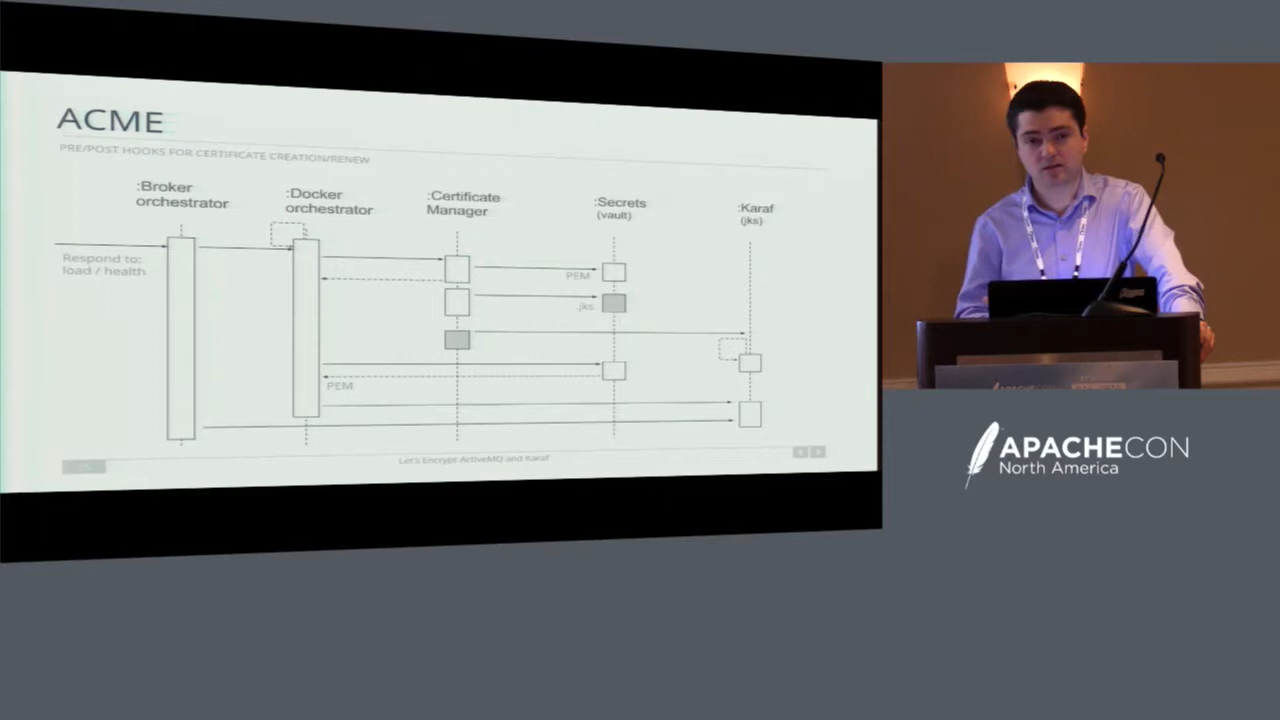 ACME
PRE/POST HOOKS FOR CERTIFICATE CREATION/RENEW
:Broker
orchestrator
:Docker
orchestrator
:Certificate
Manager
:Secrets
(vault)
:Karaf
(jks)
Respond to:
load / health
PEM
.jks
PEM
Let's Encrypt ActiveMQ and Karaf
APACHECON
North America